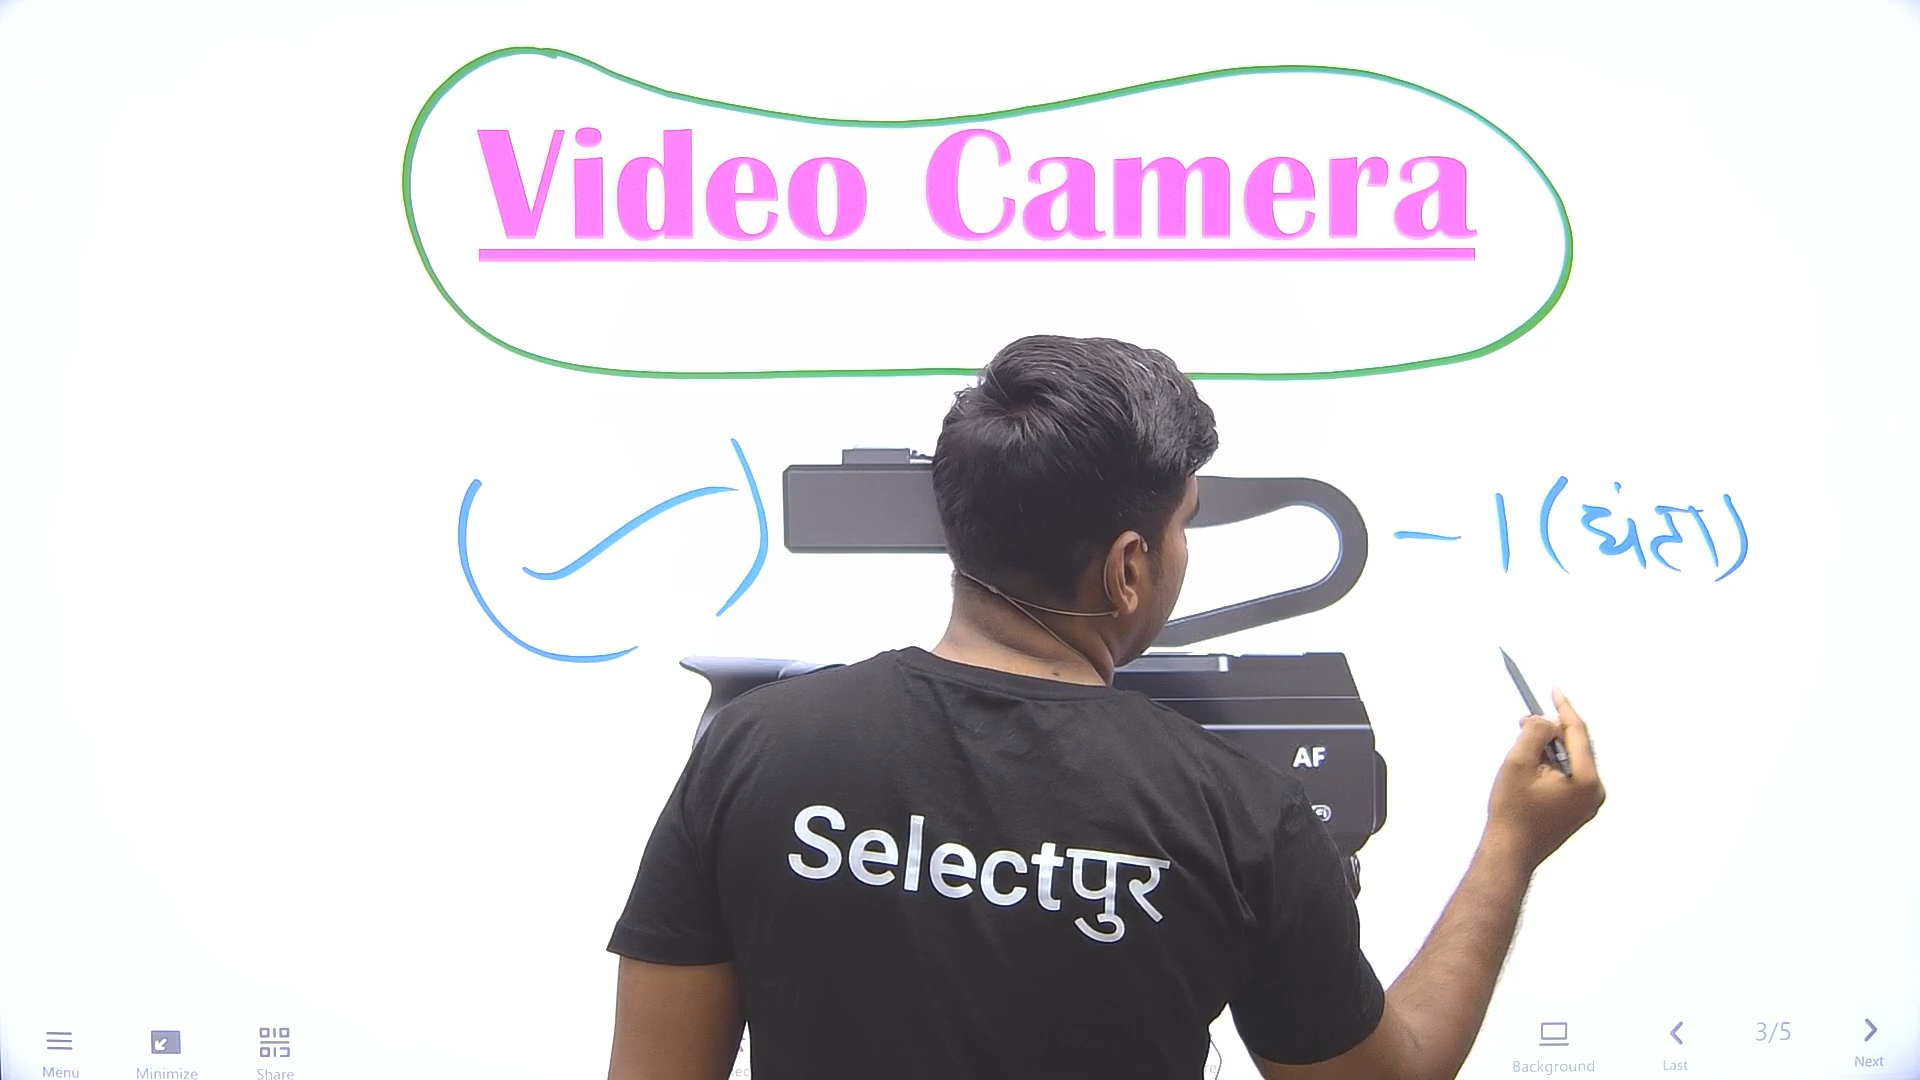 Video Camera
- 1 (घंटा)
AF
Selectपुर
Menu
Minimize
Share
Background
Last
3/5
Next